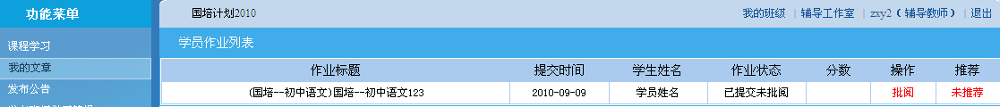 功能菜单
国培计划2010
我的班级 | 辅导工作室 | zxy2（辅导教师）| 退出
课程学习
我的文章
发布公告
学员作业列表
作业标题 提交时间 学生姓名 作业状态 分数 操作 推荐
(国培--初中语文)国培--初中语文123 2010-09-09 学员姓名 已提交未批阅 批阅 未推荐